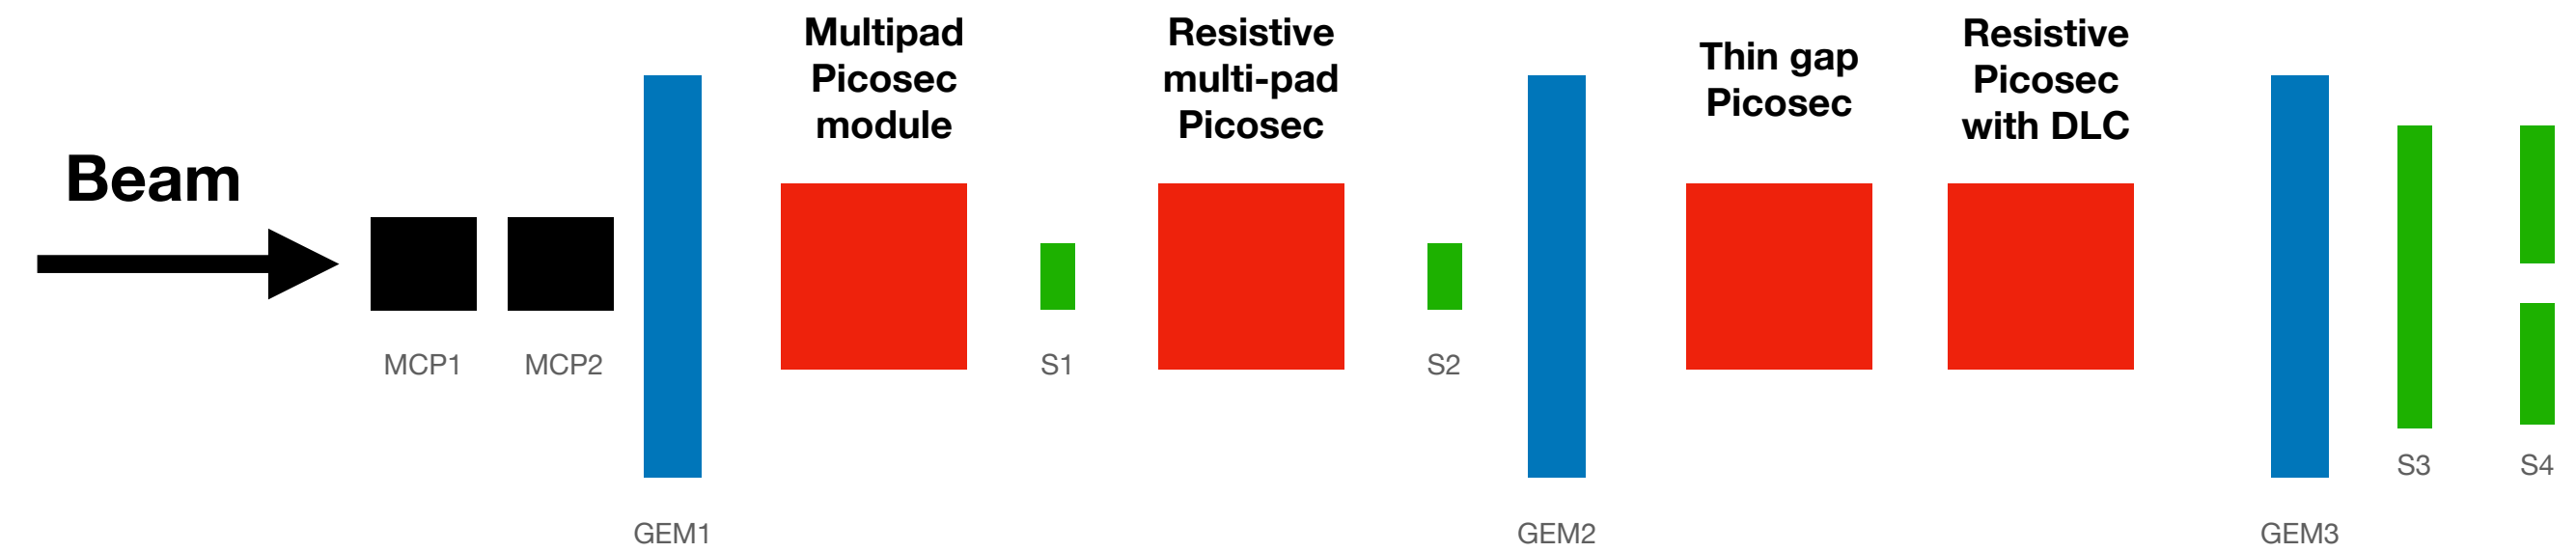 Beam
MCP1
MCP2
GEM1
Multipad
Picosec
module
S1
Resistive
multi-pad
Picosec
S2
GEM2
Thin gap
Picosec
Resistive
Picosec
with DLC
GEM3
S3
S4